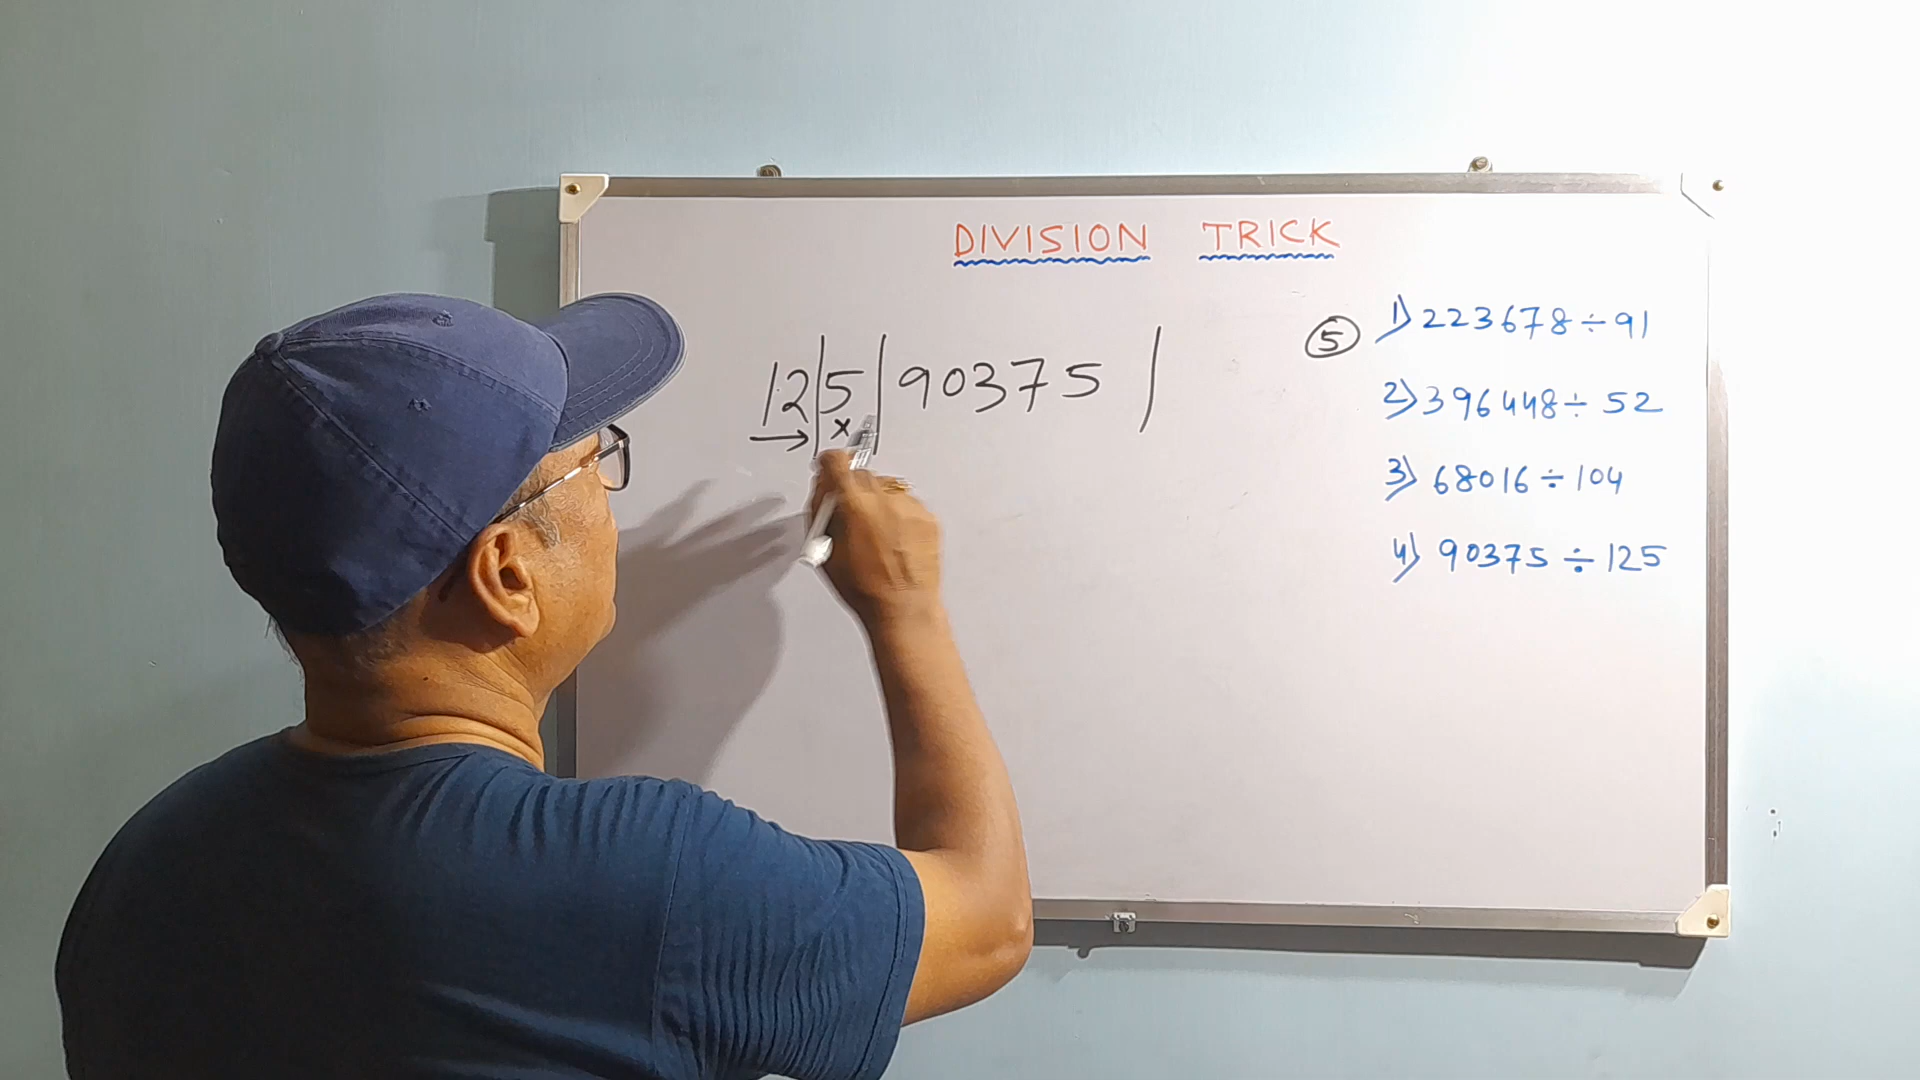 DIVISION TRICK
12|5|90375 |
→ ×
⑤ 1) 223678 ÷ 91
2) 396448 ÷ 52
3) 68016 ÷ 104
4) 90375 ÷ 125